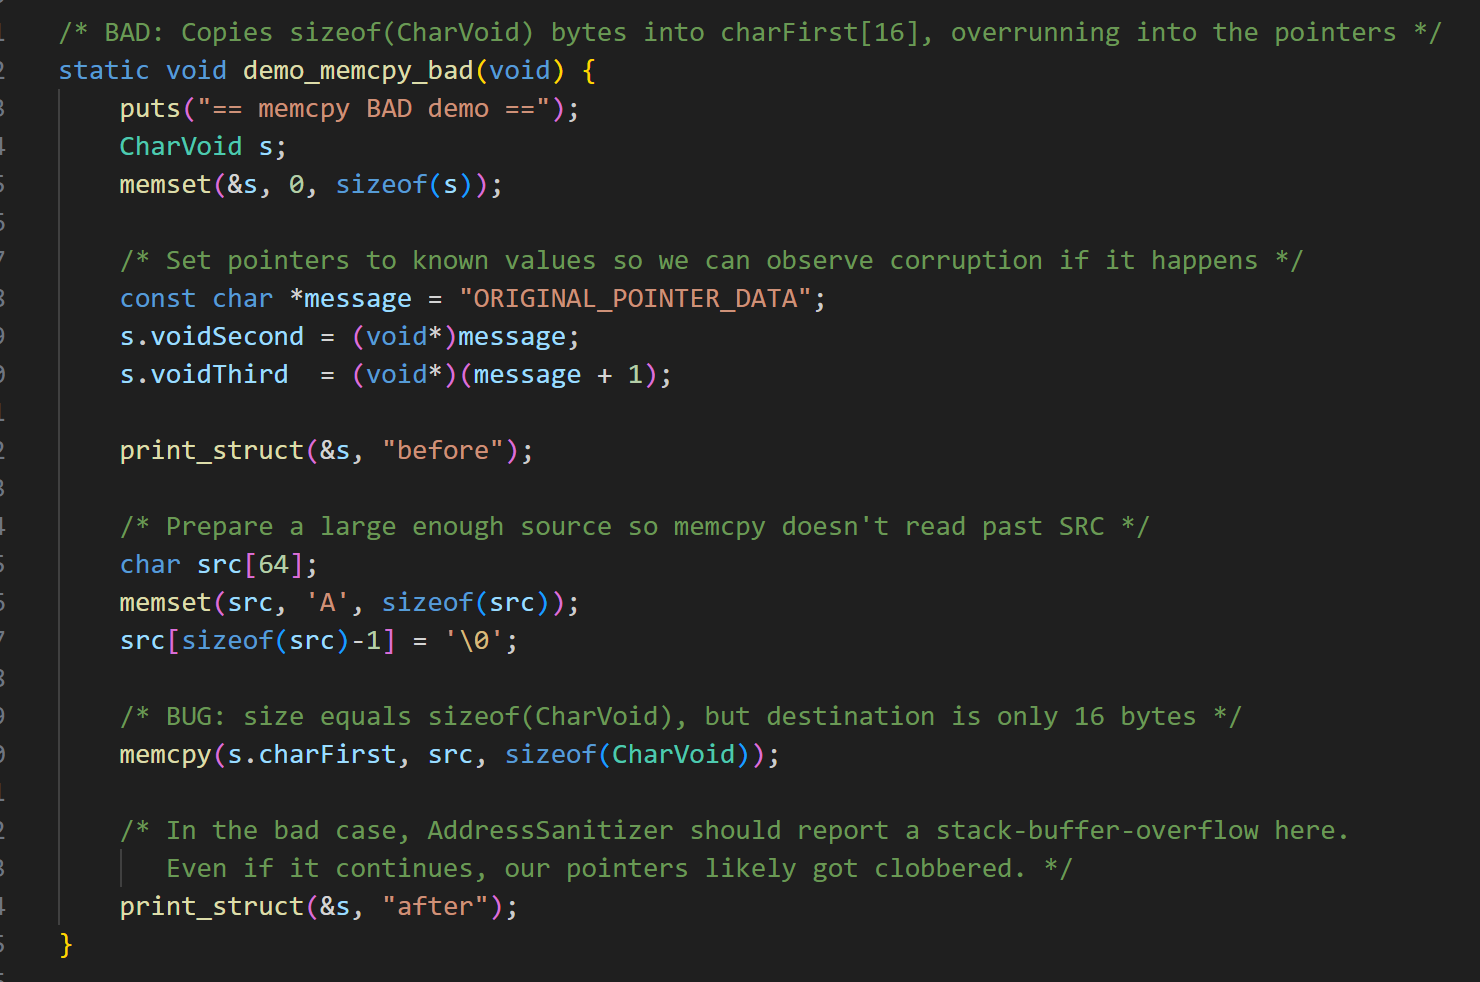 /* BAD: Copies sizeof(CharVoid) bytes into charFirst[16], overrunning into the pointers */
static void demo_memcpy_bad(void) {
    puts("== memcpy BAD demo ==");
    CharVoid s;
    memset(&s, 0, sizeof(s));

    /* Set pointers to known values so we can observe corruption if it happens */
    const char *message = "ORIGINAL_POINTER_DATA";
    s.voidSecond = (void*)message;
    s.voidThird  = (void*)(message + 1);

    print_struct(&s, "before");

    /* Prepare a large enough source so memcpy doesn't read past SRC */
    char src[64];
    memset(src, 'A', sizeof(src));
    src[sizeof(src)-1] = '\0';

    /* BUG: size equals sizeof(CharVoid), but destination is only 16 bytes */
    memcpy(s.charFirst, src, sizeof(CharVoid));

    /* In the bad case, AddressSanitizer should report a stack-buffer-overflow here.
       Even if it continues, our pointers likely got clobbered. */
    print_struct(&s, "after");
}